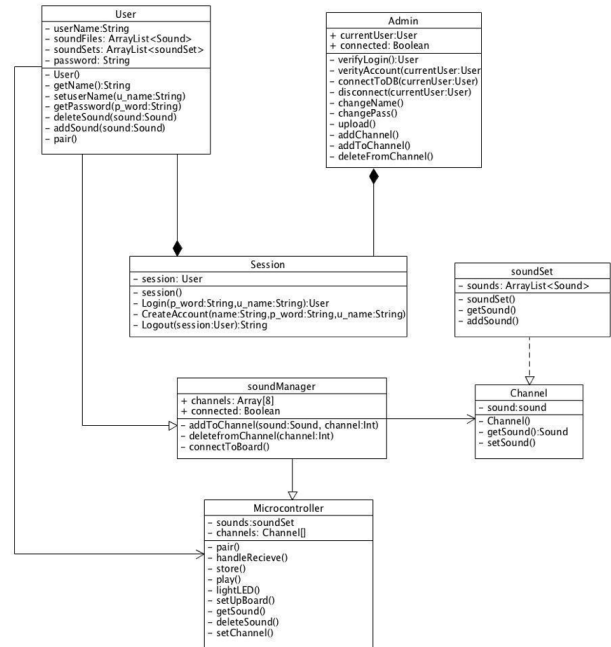 User
- userName:String
- soundFiles: ArrayList<Sound>
- soundSets: ArrayList<soundSet>
- password: String
- User()
- getName():String
- setuserName(u_name:String)
- getPassword(p_word:String)
- deleteSound(sound:Sound)
- addSound(sound:Sound)
- pair()
Admin
+ currentUser:User
+ connected: Boolean
- verifyLogin():User
- verityAccount(currentUser:User
- connectToDB(currenUser:User)
- disconnect(currentUser:User)
- changeName()
- changePass()
- upload()
- addChannel()
- addToChannel()
- deleteFromChannel()
Session
- session: User
- session()
- Login(p_word:String,u_name:String):User
- CreateAccount(name:String,p_word:String,u_name:String)
- Logout(session:User):String
soundSet
- sounds: ArrayList<Sound>
- soundSet()
- getSound()
- addSound()
soundManager
+ channels: Array[8]
+ connected: Boolean
- addToChannel(sound:Sound, channel:Int)
- deletefromChannel(channel:Int)
- connectToBoard()
Channel
- sound:sound
- Channel()
- getSound():Sound
- setSound()
Microcontroller
- sounds:soundSet
- channels: Channel[]
- pair()
- handleRecieve()
- store()
- play()
- lightLED()
- setUpBoard()
- getSound()
- deleteSound()
- setChannel()